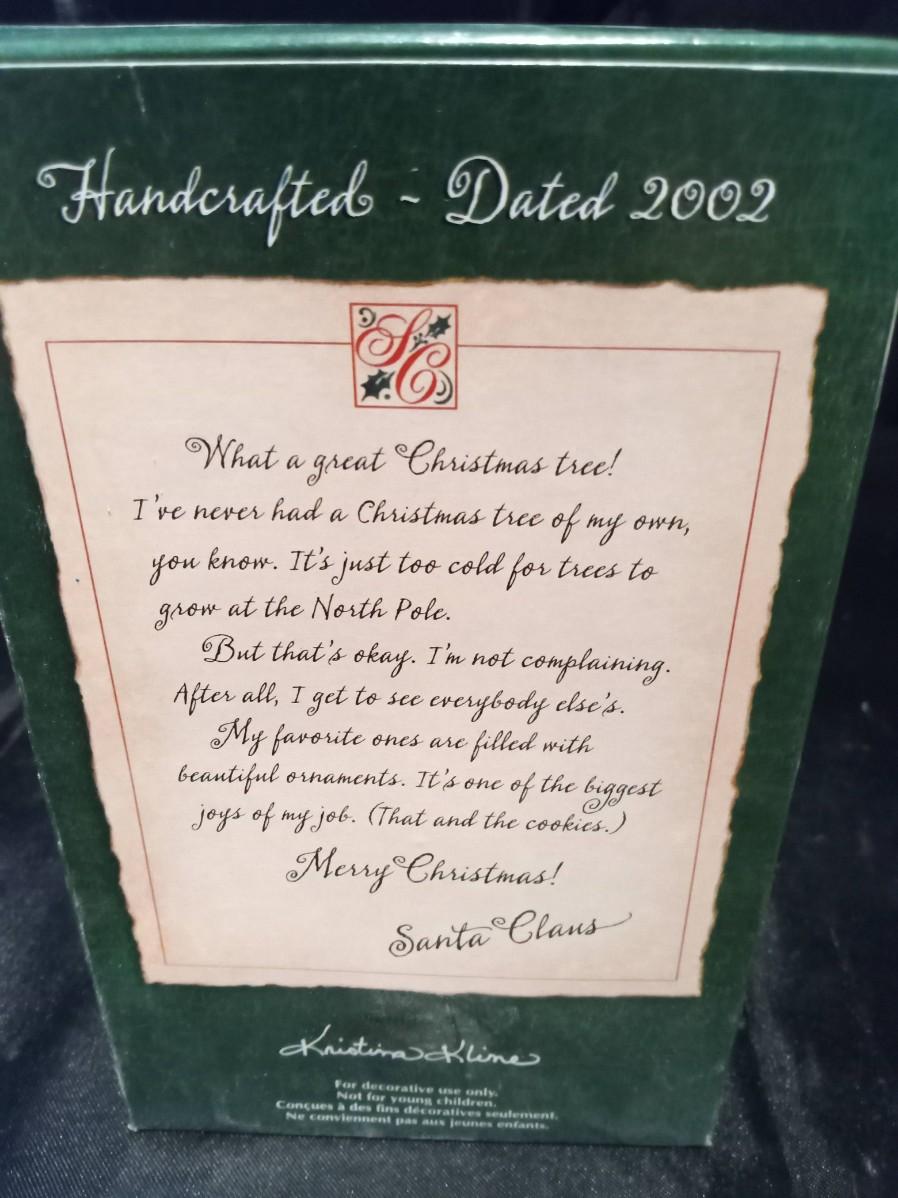 Handcrafted ~ Dated 2002
SC
What a great Christmas tree!
I've never had a Christmas tree of my own,
you know. It's just too cold for trees to
grow at the North Pole.
But that's okay. I'm not complaining.
After all, I get to see everybody else's.
My favorite ones are filled with
beautiful ornaments. It's one of the biggest
joys of my job. (That and the cookies.)
Merry Christmas!
Santa Claus
Kristina Kline
For decorative use only.
Not for young children.
Conçues à des fins décoratives seulement.
Ne conviennent pas aux jeunes enfants.